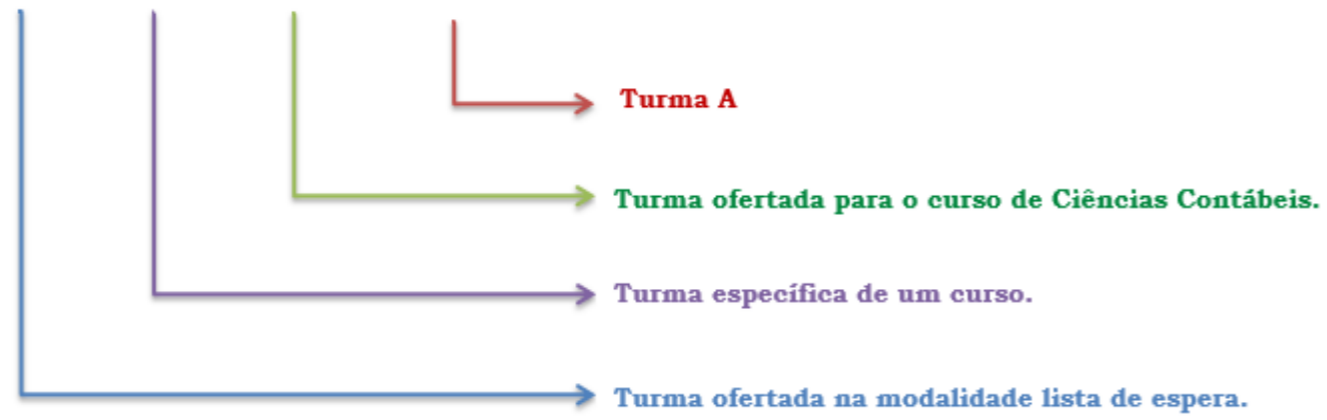 Turma A
Turma ofertada para o curso de Ciências Contábeis.
Turma específica de um curso.
Turma ofertada na modalidade lista de espera.